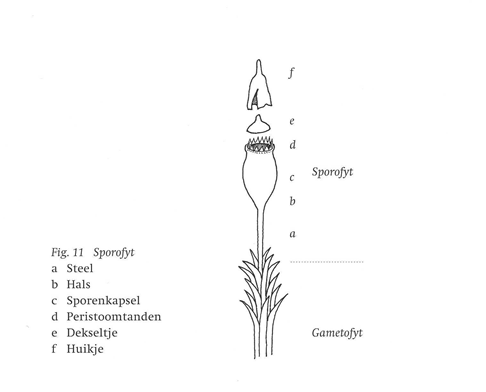 f
e
d
Sporofyt
c
b
a
Fig. 11 Sporofyt
a Steel
b Hals
c Sporenkapsel
d Peristoomtanden
e Dekseltje
f Huikje
Gametofyt